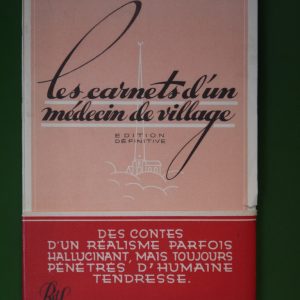 les carnets d'un
médecin de village
EDITION
DÉFINITIVE
DES CONTES
D'UN RÉALISME PARFOIS
HALLUCINANT, MAIS TOUJOURS
PÉNÉTRÉS D'HUMAINE
TENDRESSE.